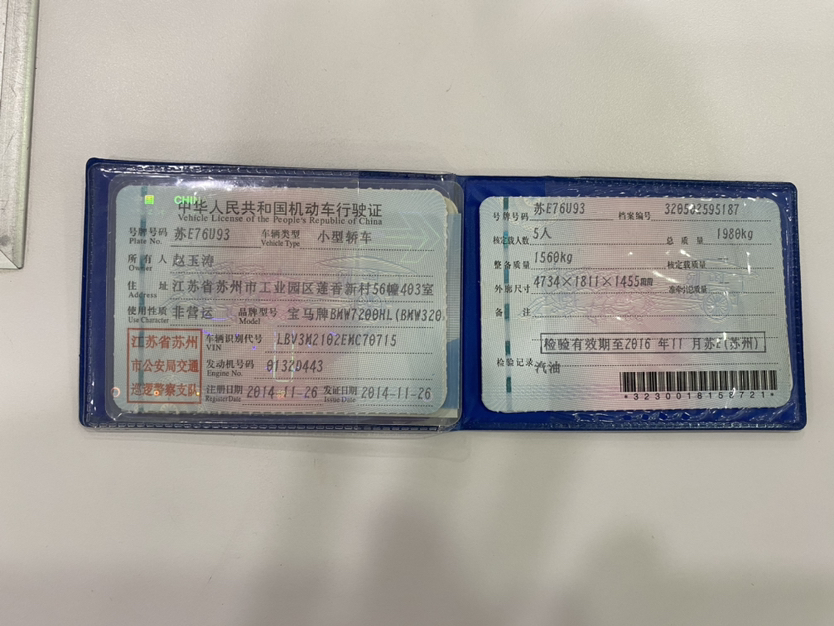 CHIN
中华人民共和国机动车行驶证
Vehicle License of the People's Republic of China
号牌号码 苏E76U93 车辆类型 小型轿车
Plate No. Vehicle Type
所有人 赵玉涛
Owner
住址 江苏省苏州市工业园区莲香新村56幢403室
Address
使用性质 非营运 品牌型号 宝马牌BMW7200HL(BMW320
Use Character Model
江苏省苏州
市公安局交通
巡逻警察支队
车辆识别代号 LBV3M2102EMC70715
VIN
发动机号码 0132D443
Engine No.
注册日期 2014-11-26 发证日期 2014-11-26
Register Date Issue Date
号牌号码 苏E76U93 档案编号
核定载人数 5人 总质量 1980kg
整备质量 1560kg 核定载质量
外廓尺寸 4734×1811×1455mm 准牵引总质量
备注
检验有效期至2016年11月苏E(苏州)
检验记录
汽油
*3230016158721*